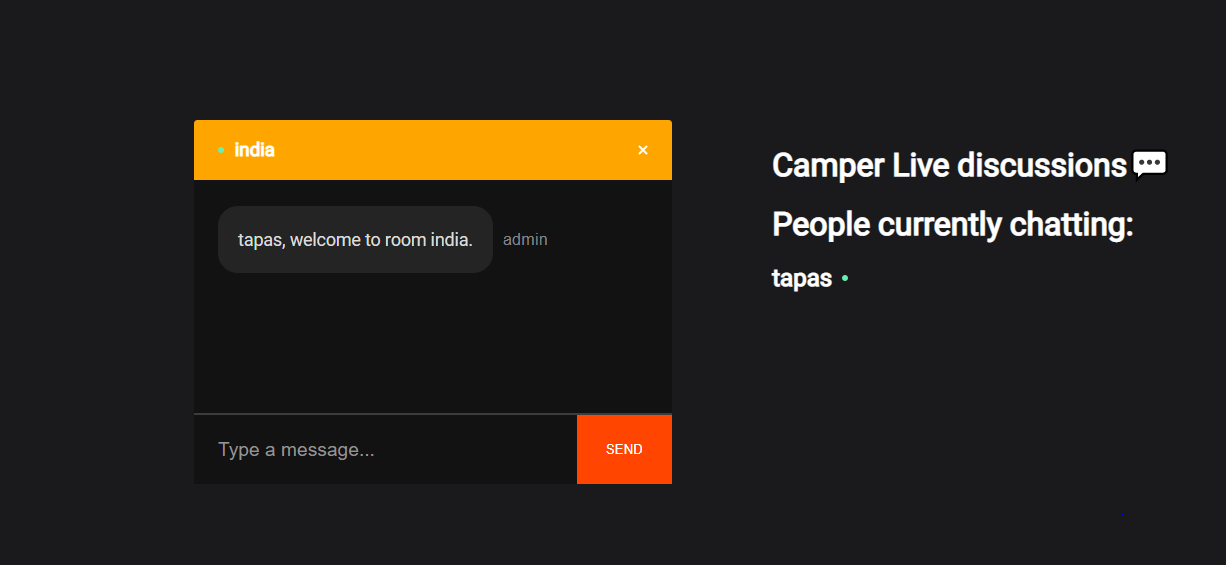 india
×
tapas, welcome to room india.
admin
Type a message...
SEND
Camper Live discussions💬
People currently chatting:
tapas